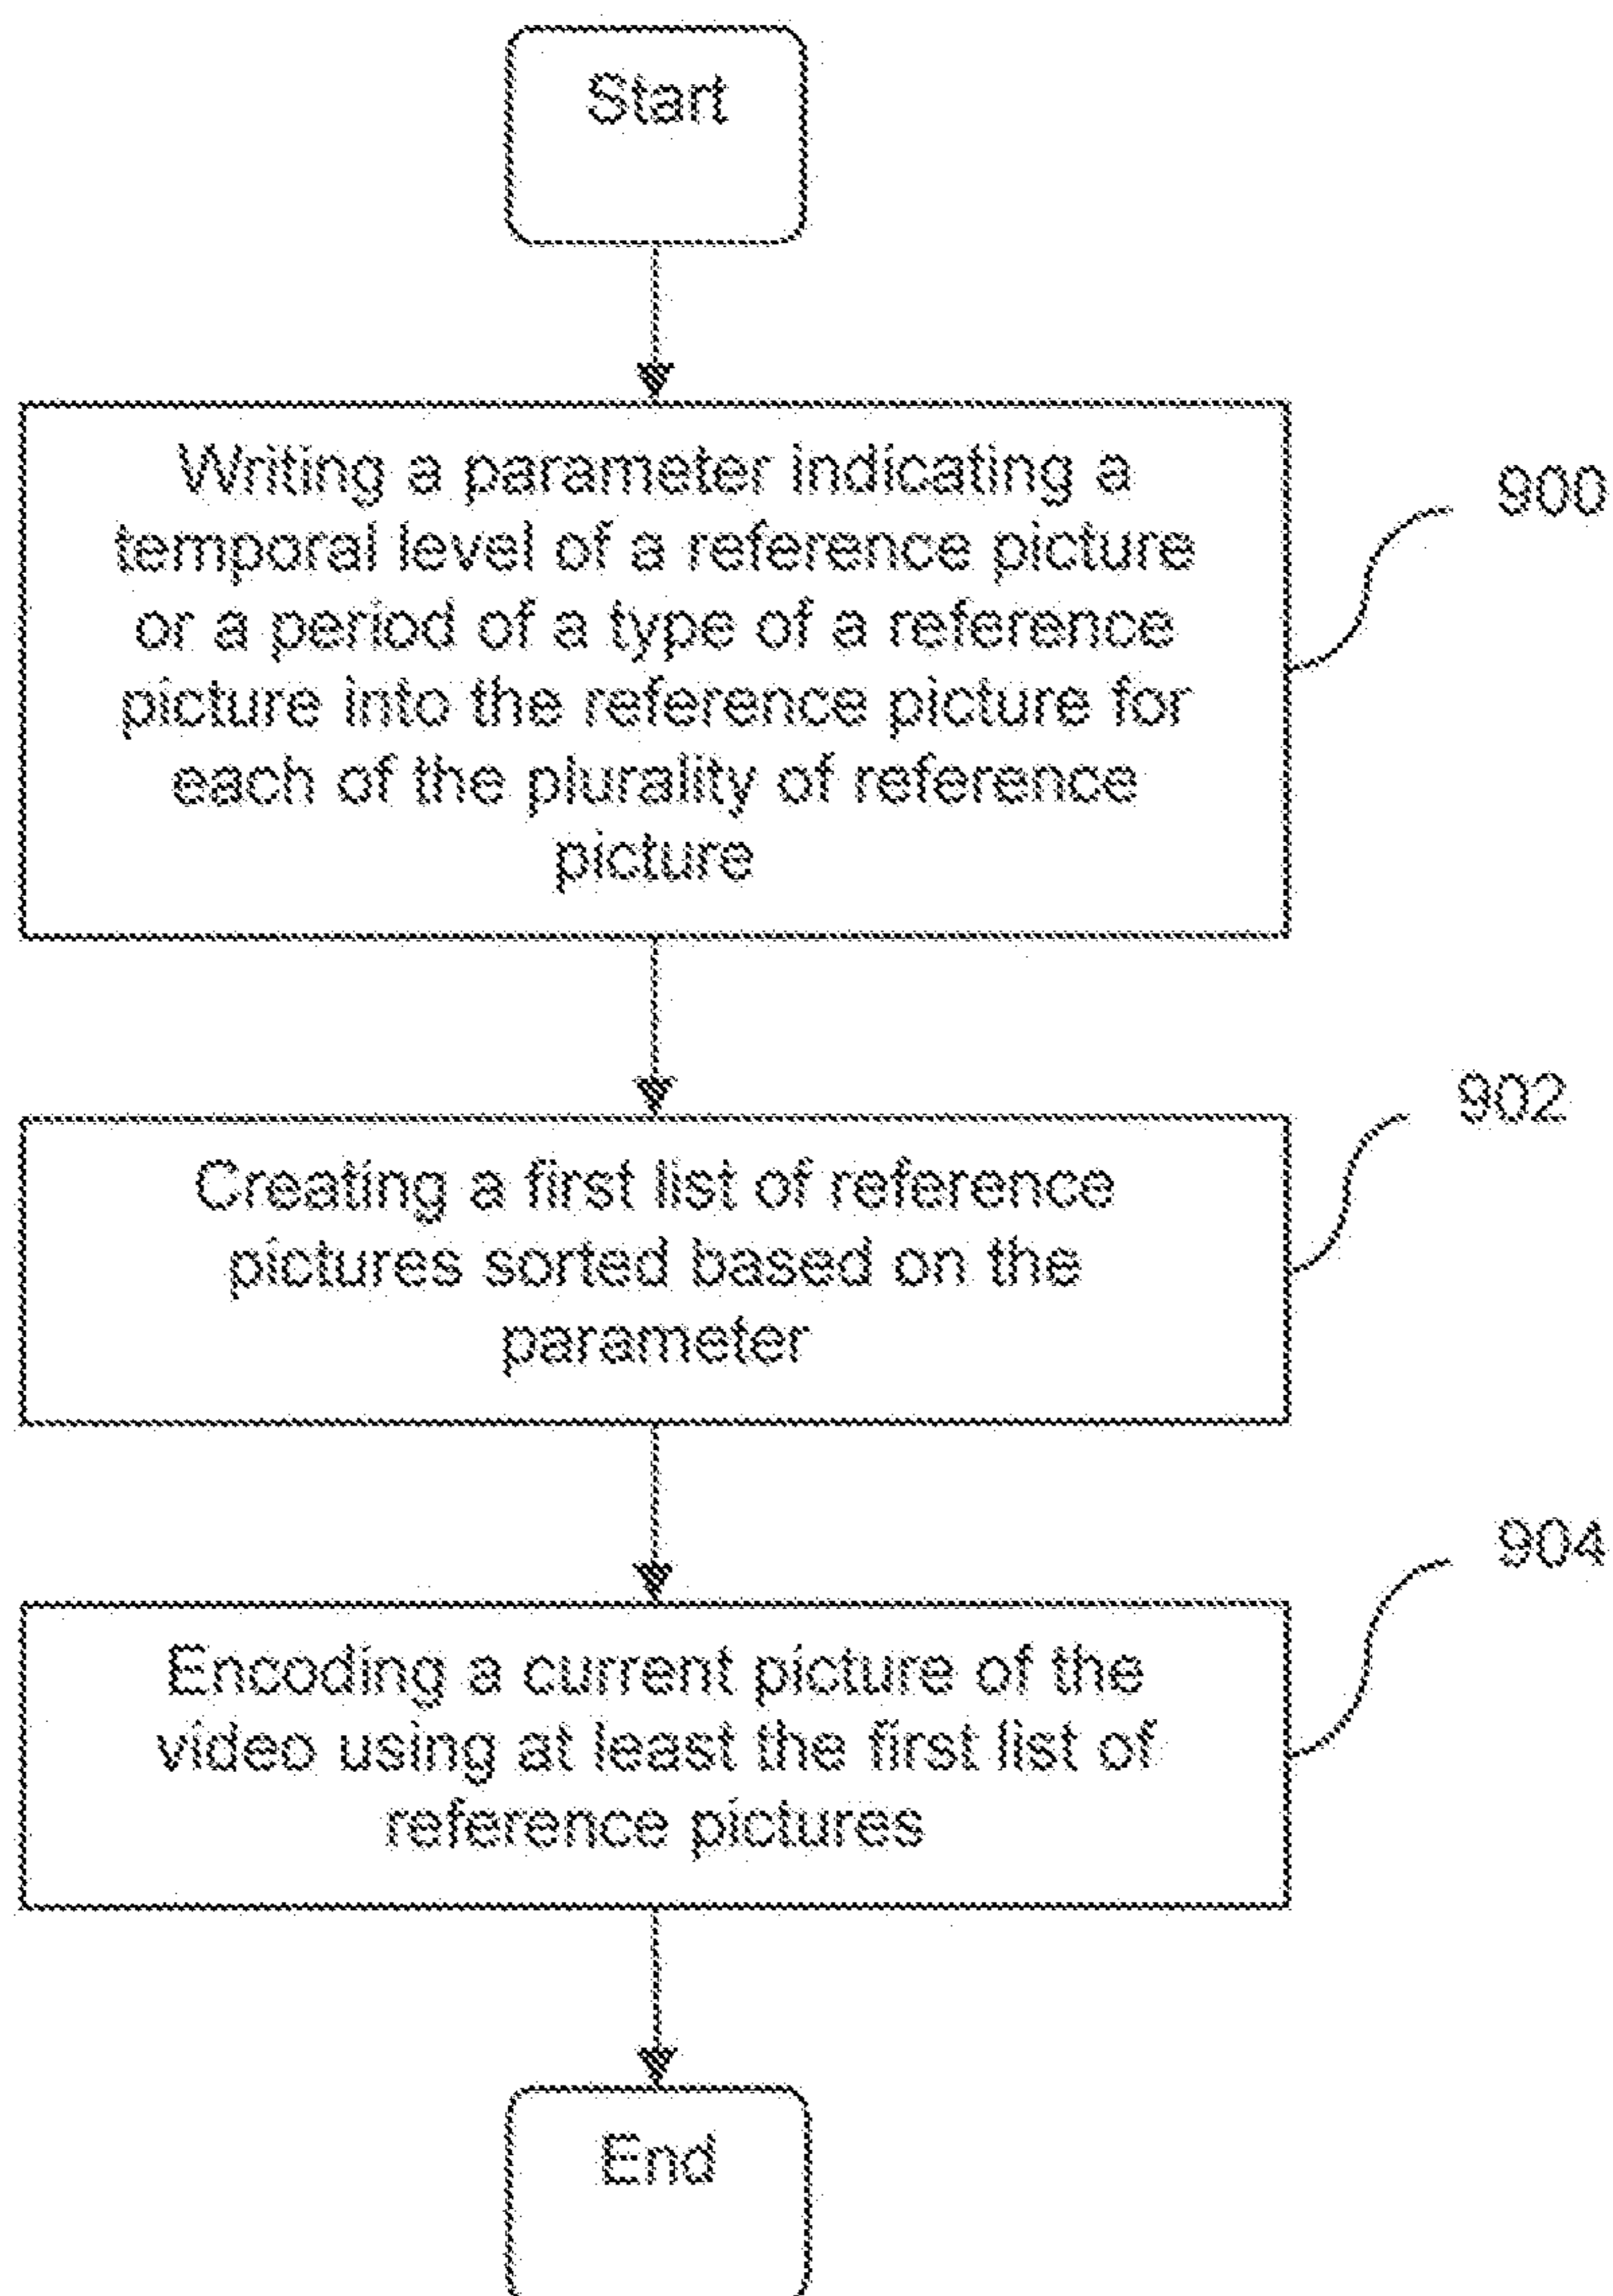 Start
Writing a parameter indicating a
temporal level of a reference picture
or a period of a type of a reference
picture into the reference picture for
each of the plurality of reference
picture
900
Creating a first list of reference
pictures sorted based on the
parameter
902
Encoding a current picture of the
video using at least the first list of
reference pictures
904
End